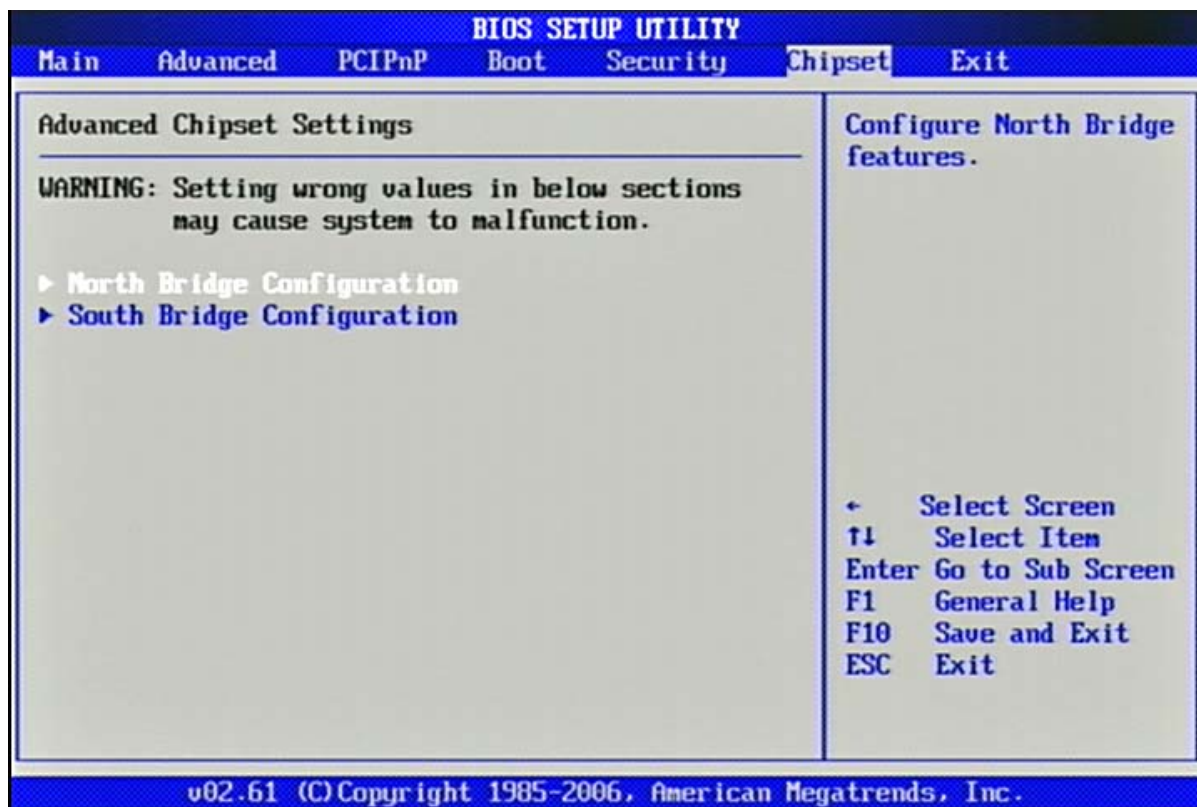 BIOS SETUP UTILITY
Main Advanced PCIPnP Boot Security Chipset Exit
Advanced Chipset Settings
WARNING: Setting wrong values in below sections
may cause system to malfunction.
▶ North Bridge Configuration
▶ South Bridge Configuration
Configure North Bridge
features.
← Select Screen
↑↓ Select Item
Enter Go to Sub Screen
F1 General Help
F10 Save and Exit
ESC Exit
v02.61 (C)Copyright 1985-2006, American Megatrends, Inc.